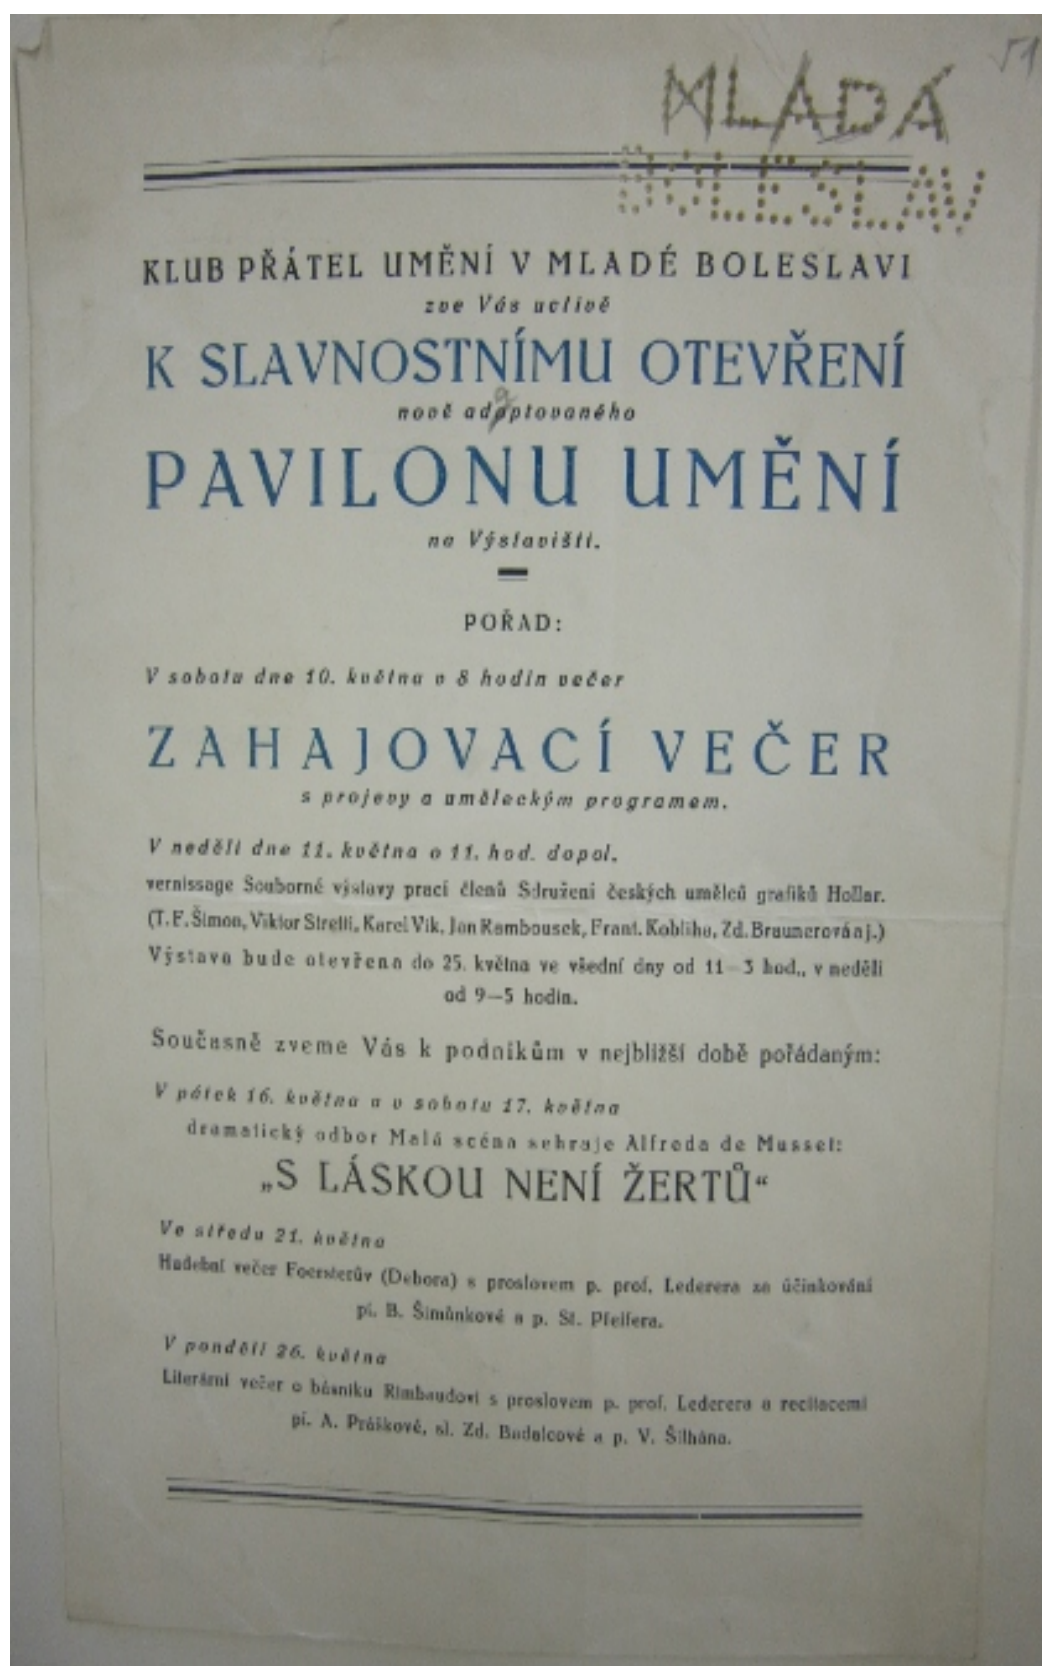 √1
MLADÁ
BOLESLAV
KLUB PŘÁTEL UMĚNÍ V MLADÉ BOLESLAVI
zve Vás uctivě
K SLAVNOSTNÍMU OTEVŘENÍ
nově adaptovaného
PAVILONU UMĚNÍ
na Výstavišti.
POŘAD:
V sobotu dne 10. května o 8 hodin večer
ZAHAJOVACÍ VEČER
s projevy a uměleckým programem.
V neděli dne 11. května o 11. hod. dopol.
vernissage Souborné výstavy prací členů Sdružení českých umělců grafiků Hollar.
(T. F. Šimon, Viktor Stretti, Karel Vik, Jan Rambousek, Frant. Kobliha, Zd. Braunerová a j.)
Výstava bude otevřena do 25. května ve všední dny od 11—3 hod., v neděli
od 9—5 hodin.
Současně zveme Vás k podnikům v nejbližší době pořádaným:
V pátek 16. května a v sobotu 17. května
dramatický odbor Malá scéna sehraje Alfreda de Musset:
„S LÁSKOU NENÍ ŽERTŮ“
Ve středu 21. května
Hudební večer Foersterův (Debora) s proslovem p. prof. Lederera za účinkování
pí. B. Šimůnkové a p. St. Pfeifera.
V pondělí 26. května
Literární večer o básníku Rimbaudovi s proslovem p. prof. Lederera a recitacemi
pí. A. Práškové, sl. Zd. Budalcové a p. V. Šilhána.